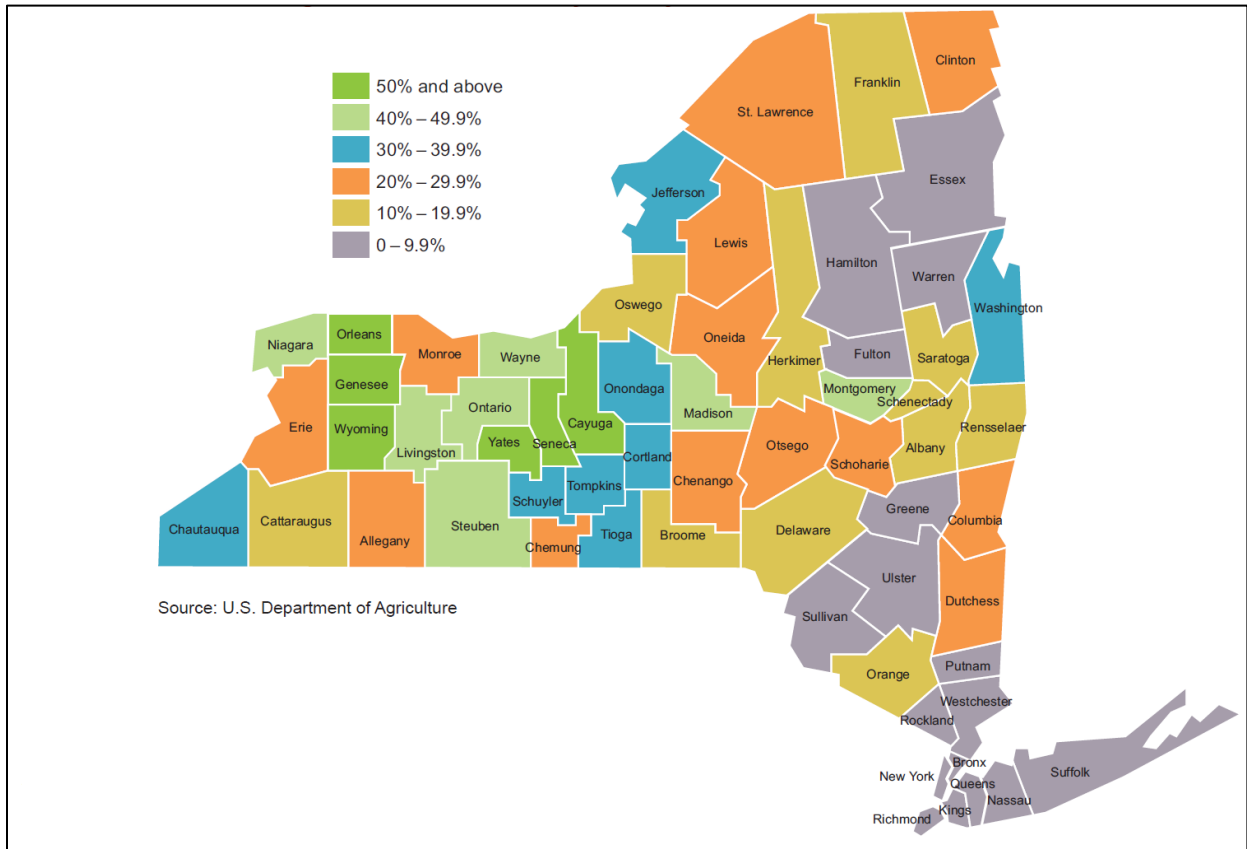 50% and above
40% – 49.9%
30% – 39.9%
20% – 29.9%
10% – 19.9%
0 – 9.9%
Clinton
Franklin
St. Lawrence
Essex
Jefferson
Lewis
Hamilton
Warren
Washington
Oswego
Oneida
Herkimer
Fulton
Saratoga
Orleans
Niagara
Monroe
Wayne
Genesee
Onondaga
Madison
Montgomery
Schenectady
Ontario
Erie
Wyoming
Livingston
Yates
Seneca
Cayuga
Otsego
Albany
Rensselaer
Cortland
Schoharie
Chenango
Tompkins
Schuyler
Greene
Columbia
Chautauqua
Cattaraugus
Allegany
Steuben
Chemung
Tioga
Broome
Delaware
Ulster
Source: U.S. Department of Agriculture
Sullivan
Dutchess
Orange
Putnam
Westchester
Rockland
Bronx
New York
Queens
Suffolk
Nassau
Kings
Richmond